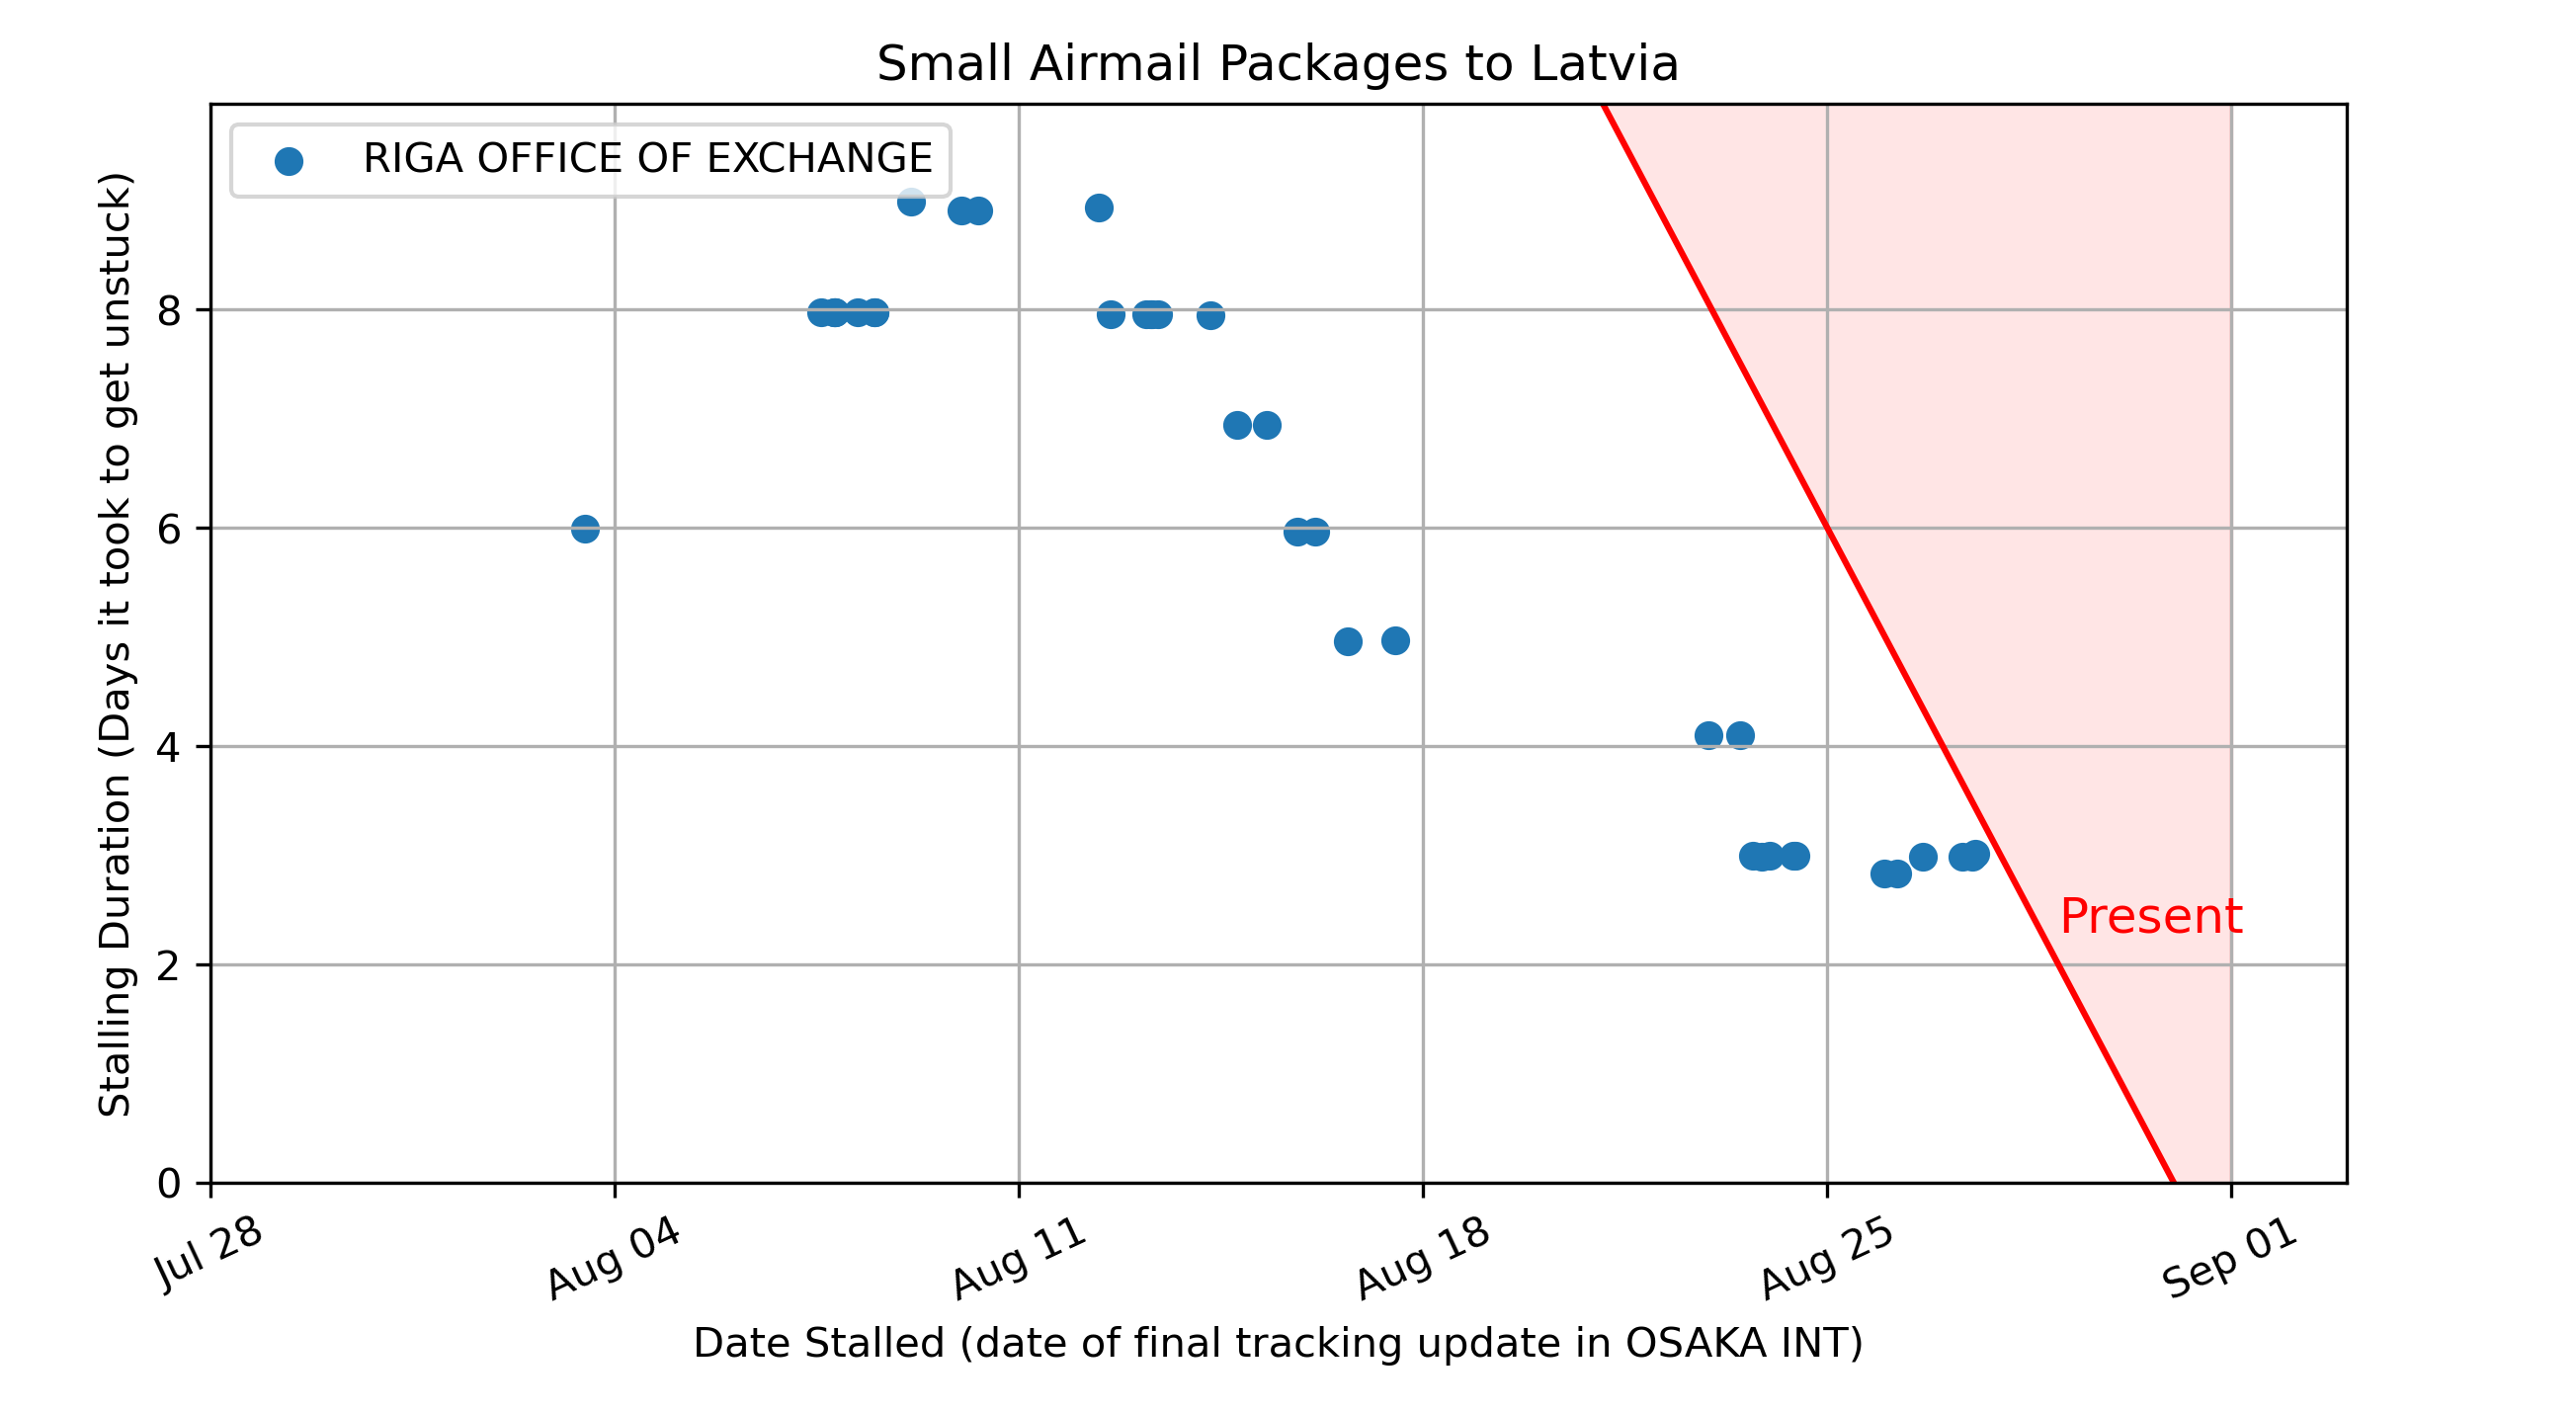 Small Airmail Packages to Latvia
RIGA OFFICE OF EXCHANGE
Stalling Duration (Days it took to get unstuck)
8
6
4
2
0
Present
Jul 28
Aug 04
Aug 11
Aug 18
Aug 25
Sep 01
Date Stalled (date of final tracking update in OSAKA INT)